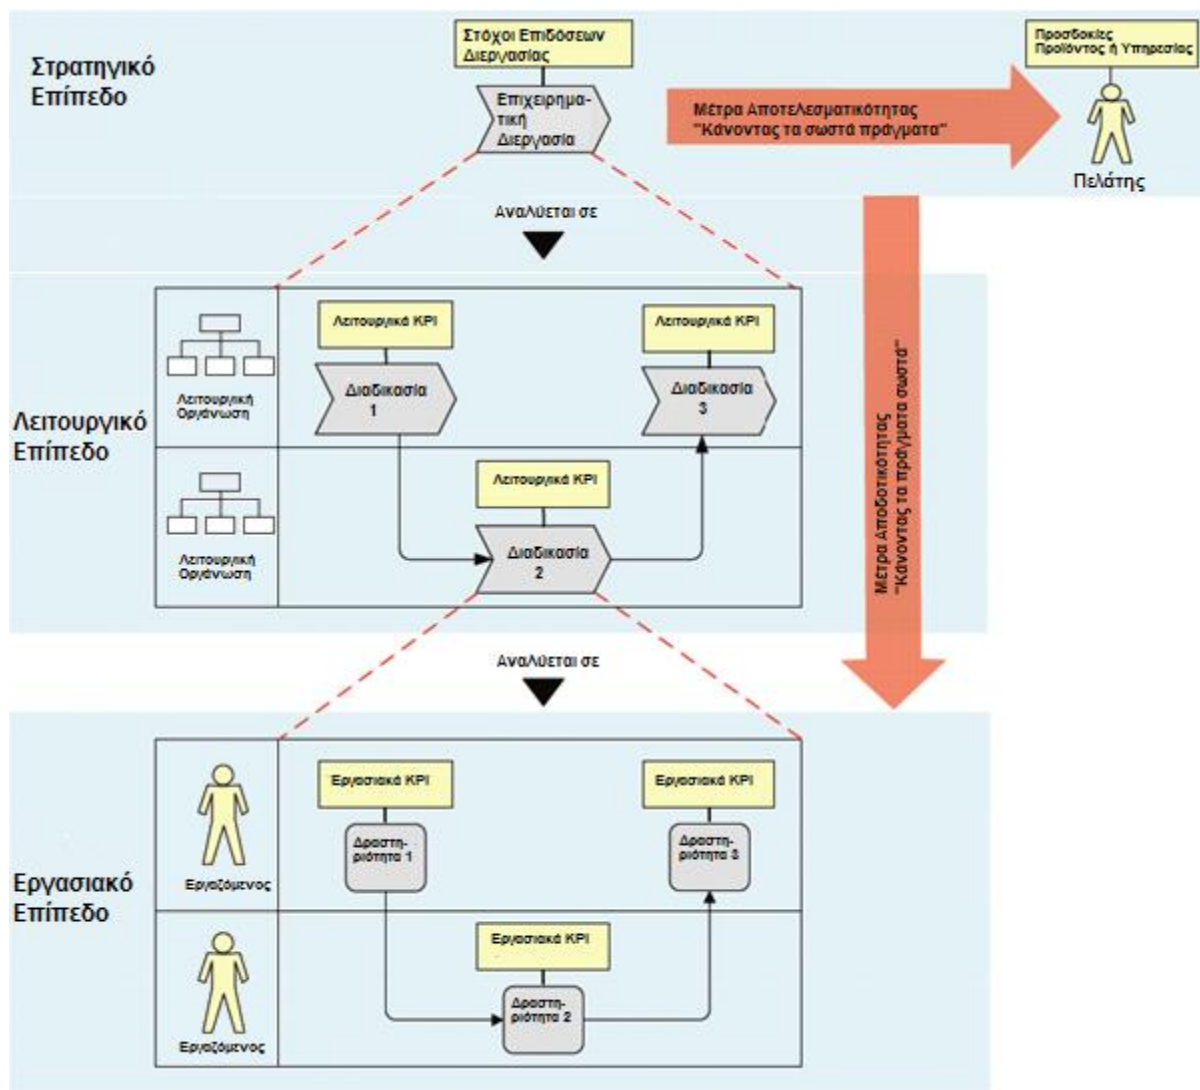 Στρατηγικό
Επίπεδο
Στόχοι Επιδόσεων
Διεργασίας
Επιχειρημα-
τική
Διεργασία
Μέτρα Αποτελεσματικότητας
"Κάνοντας τα σωστά πράγματα"
Προσδοκίες
Προϊόντος ή Υπηρεσίας
Πελάτης
Αναλύεται σε
Λειτουργικό
Επίπεδο
Λειτουργική
Οργάνωση
Λειτουργικά KPI
Διαδικασία
1
Λειτουργικά KPI
Διαδικασία
3
Λειτουργική
Οργάνωση
Λειτουργικά KPI
Διαδικασία
2
Μέτρα Αποδοτικότητας
"Κάνοντας τα πράγματα σωστά"
Αναλύεται σε
Εργασιακό
Επίπεδο
Εργαζόμενος
Εργασιακά KPI
Δραστη-
ριότητα 1
Εργασιακά KPI
Δραστη-
ριότητα 3
Εργαζόμενος
Εργασιακά KPI
Δραστη-
ριότητα 2